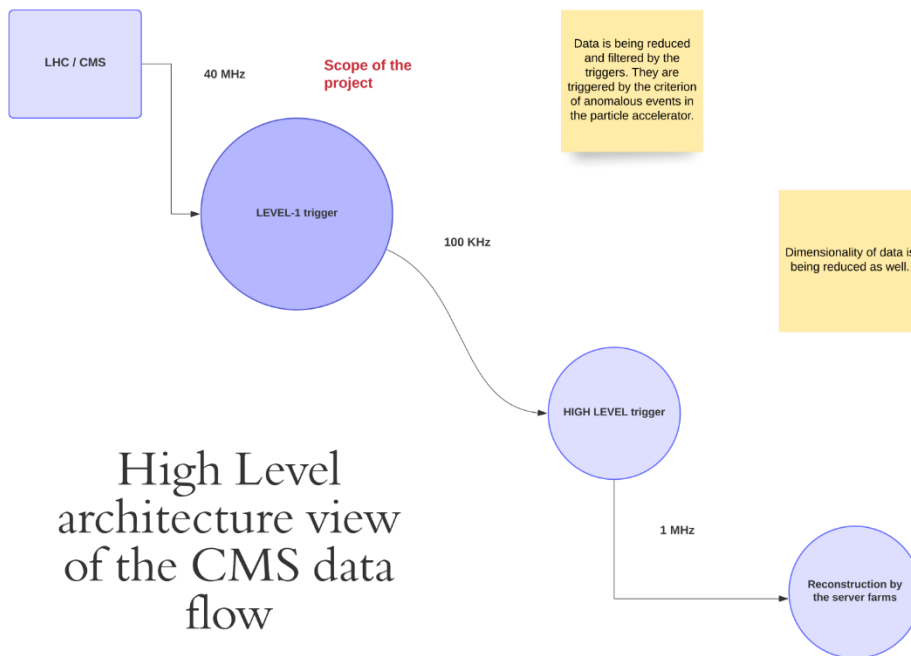 LHC / CMS
40 MHz
Scope of the
project
Data is being reduced
and filtered by the
triggers. They are
triggered by the criterion
of anomalous events in
the particle accelerator.
LEVEL-1 trigger
100 KHz
Dimensionality of data is
being reduced as well.
HIGH LEVEL trigger
High Level
architecture view
of the CMS data
flow
1 MHz
Reconstruction by
the server farms